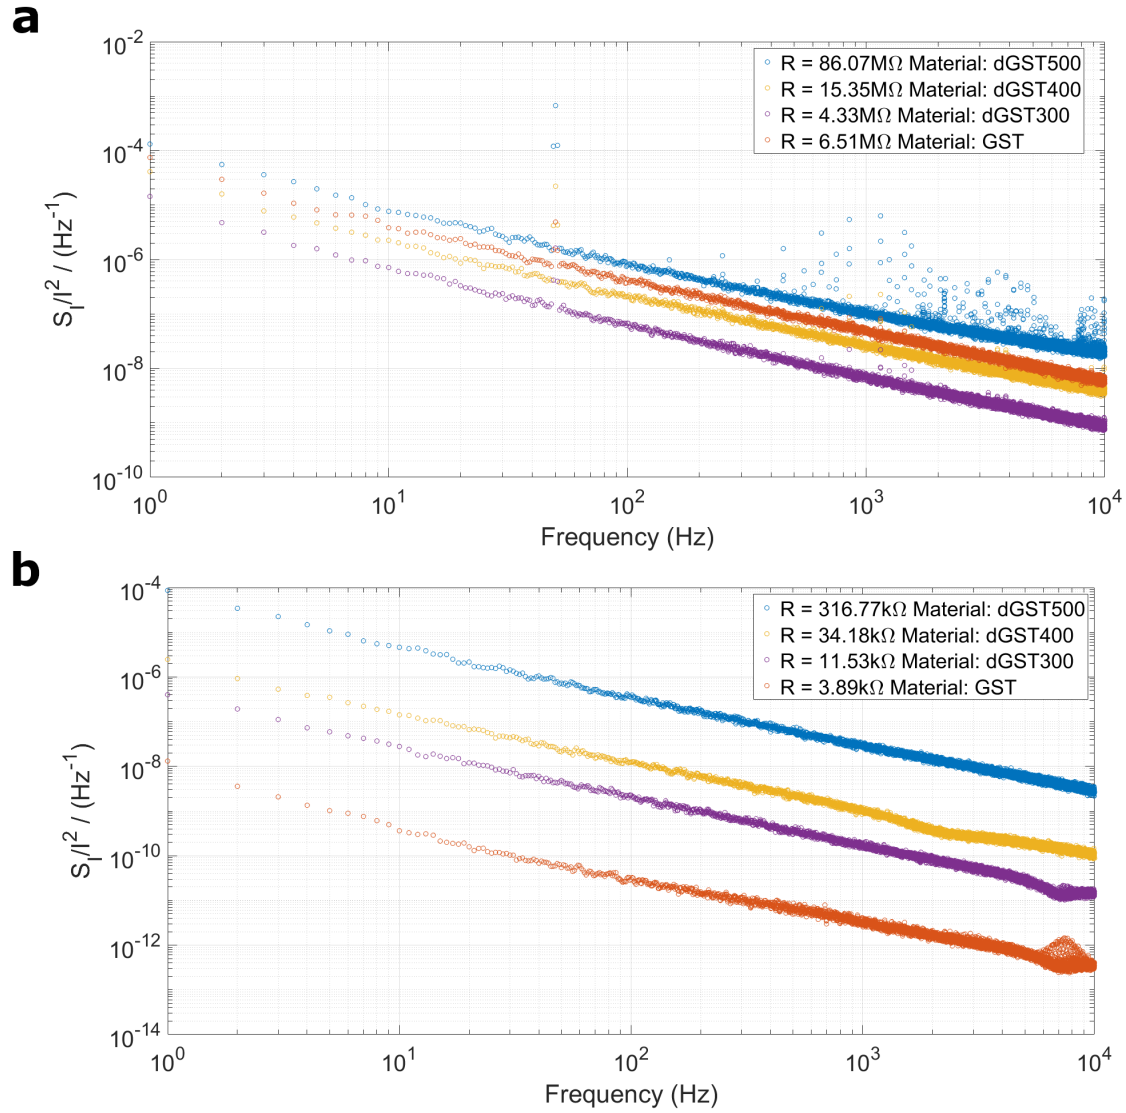 a
10^-2
10^-4
10^-6
10^-8
10^-10
S_I/I^2 / (Hz^-1)
R = 86.07MΩ Material: dGST500
R = 15.35MΩ Material: dGST400
R = 4.33MΩ Material: dGST300
R = 6.51MΩ Material: GST
10^0 10^1 10^2 10^3 10^4
Frequency (Hz)
b
10^-4
10^-6
10^-8
10^-10
10^-12
10^-14
S_I/I^2 / (Hz^-1)
R = 316.77kΩ Material: dGST500
R = 34.18kΩ Material: dGST400
R = 11.53kΩ Material: dGST300
R = 3.89kΩ Material: GST
10^0 10^1 10^2 10^3 10^4
Frequency (Hz)